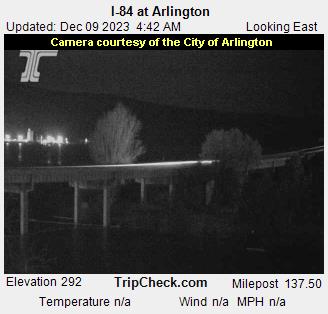 I-84 at Arlington
Updated: Dec 09 2023 4:42 AM Looking East
Camera courtesy of the City of Arlington
Elevation 292 TripCheck.com Milepost 137.50
Temperature n/a Wind n/a MPH n/a